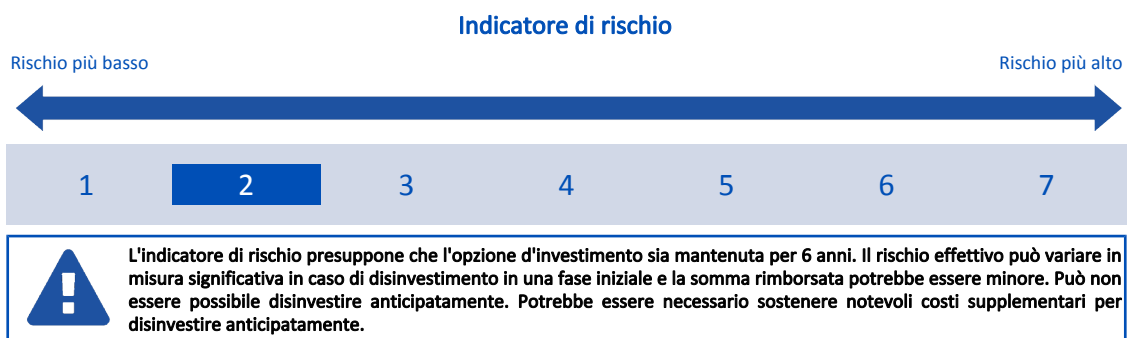 Indicatore di rischio
Rischio più basso
Rischio più alto
1 2 3 4 5 6 7
L'indicatore di rischio presuppone che l'opzione d'investimento sia mantenuta per 6 anni. Il rischio effettivo può variare in
misura significativa in caso di disinvestimento in una fase iniziale e la somma rimborsata potrebbe essere minore. Può non
essere possibile disinvestire anticipatamente. Potrebbe essere necessario sostenere notevoli costi supplementari per
disinvestire anticipatamente.